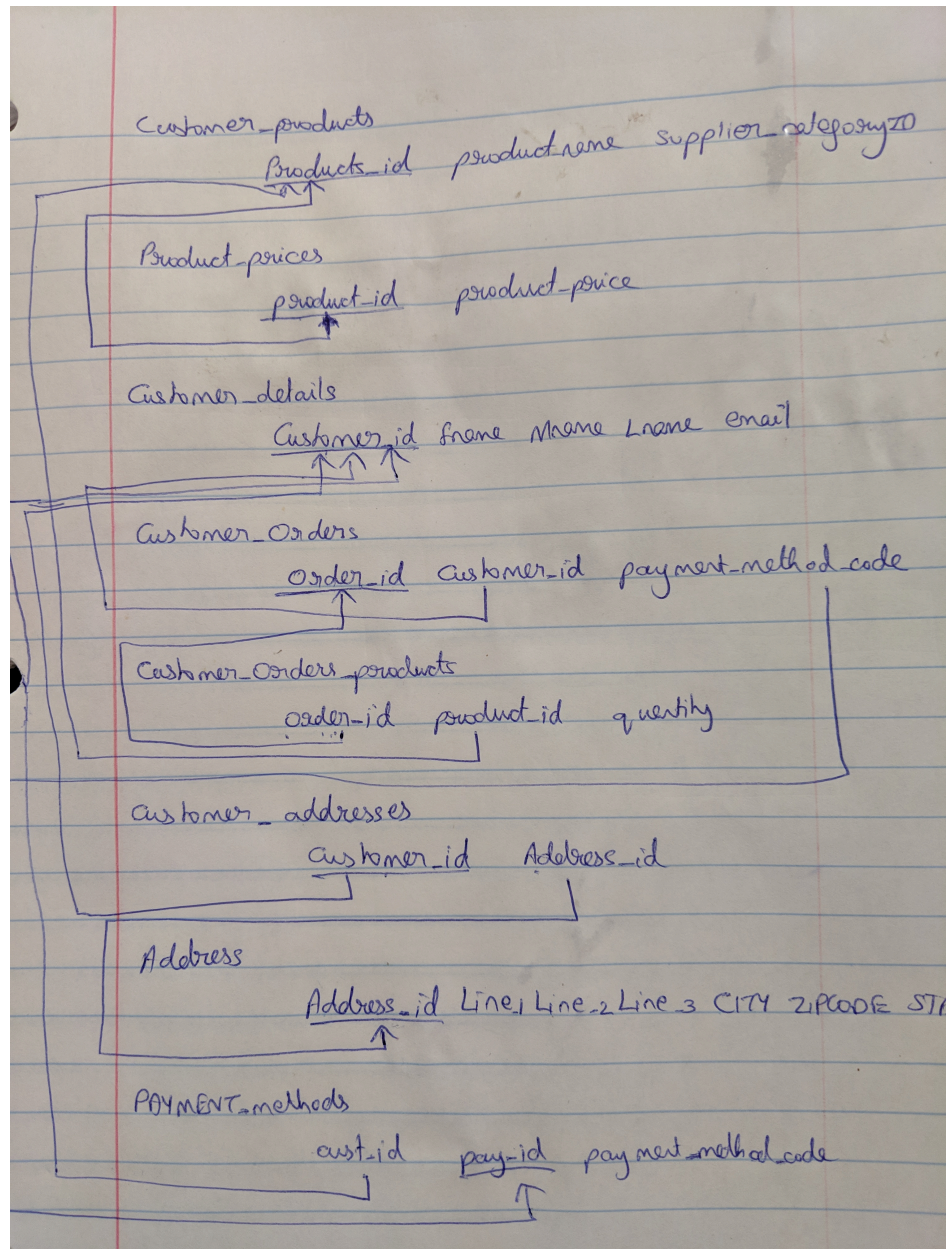 Customer_products
Products_id productname supplier_categoryID
Product_prices
product_id product_price
Customer_details
Customer_id fname Mname Lname email
Customer_Orders
Order_id Customer_id payment_method_code
Customer_Orders_products
order_id product_id quantity
Customer_addresses
Customer_id Address_id
Address
Address_id Line_1 Line_2 Line_3 CITY ZIPCODE STA
PAYMENT_methods
cust_id pay_id payment_method_code